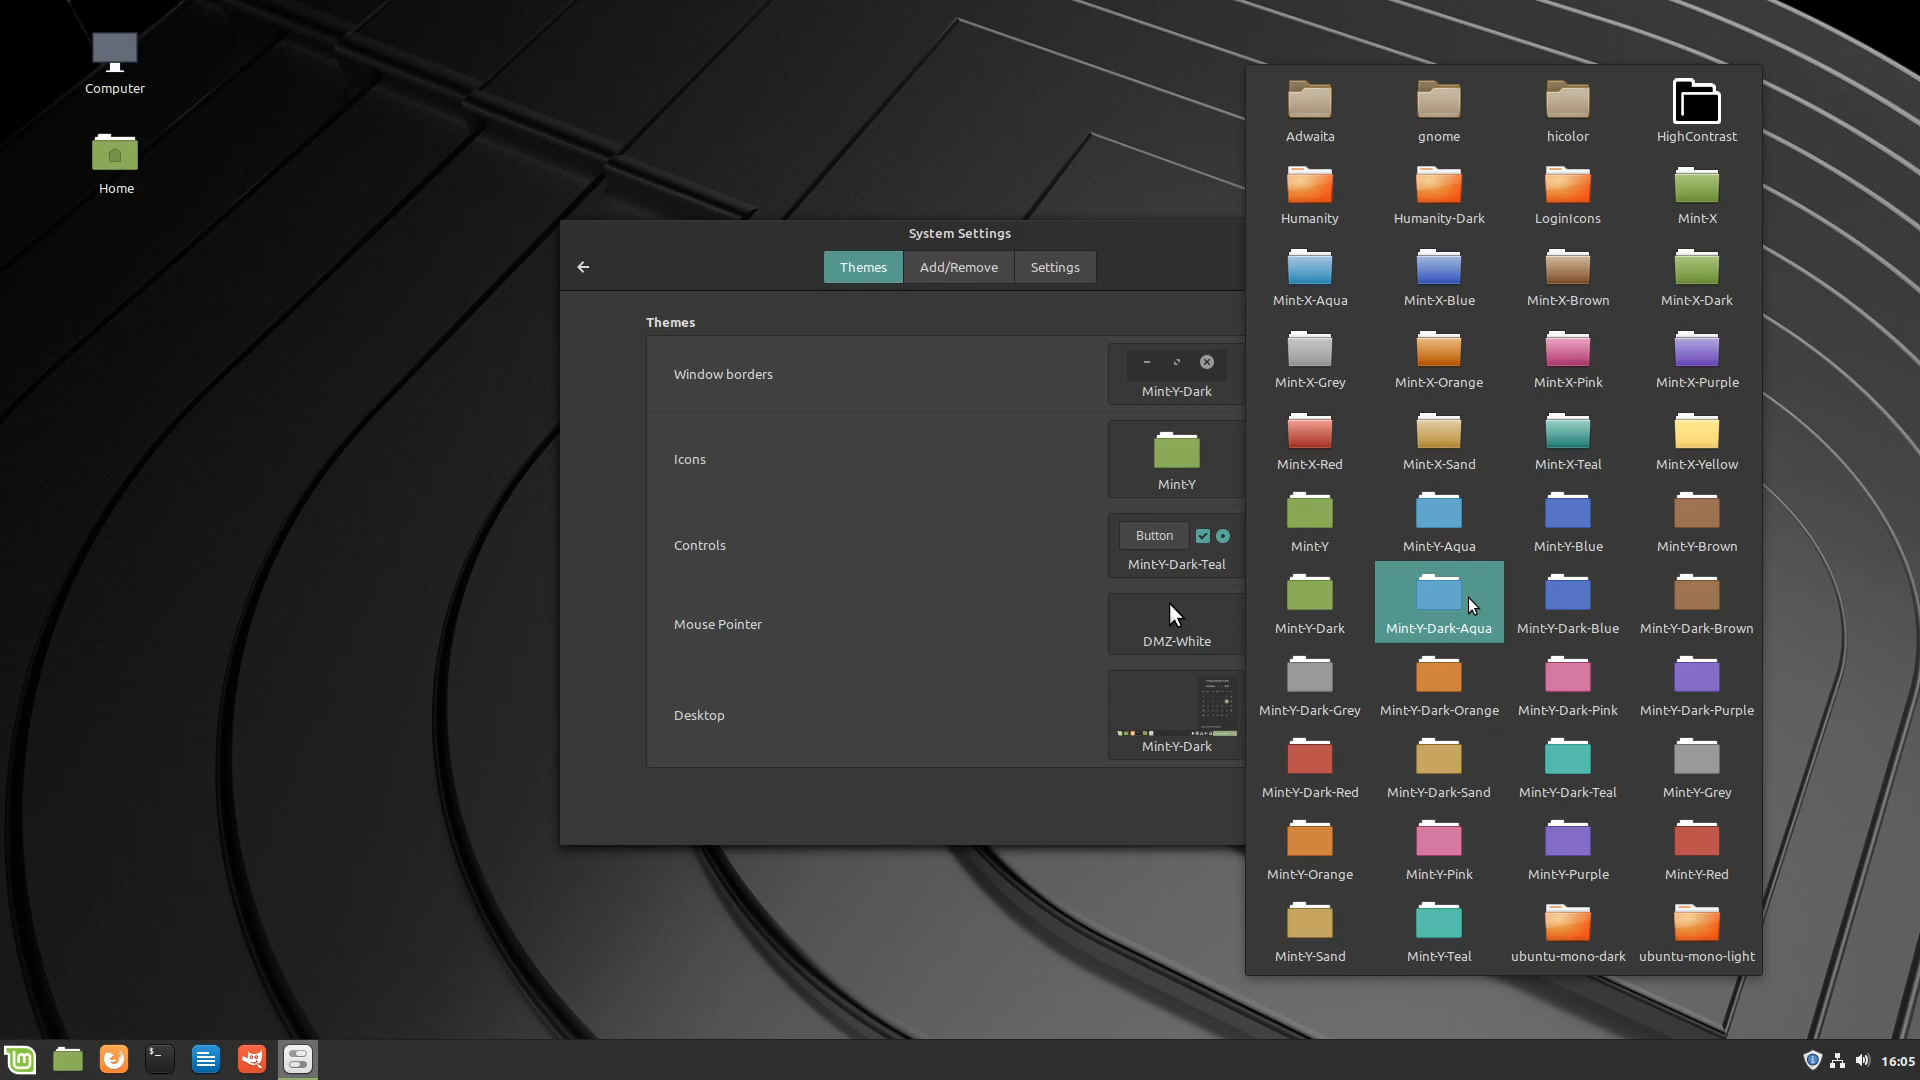 Computer
Home
System Settings
Themes
Add/Remove
Settings
Themes
Window borders
Mint-Y-Dark
Icons
Mint-Y
Controls
Button
Mint-Y-Dark-Teal
Mouse Pointer
DMZ-White
Desktop
Mint-Y-Dark
Adwaita
gnome
hicolor
HighContrast
Humanity
Humanity-Dark
LoginIcons
Mint-X
Mint-X-Aqua
Mint-X-Blue
Mint-X-Brown
Mint-X-Dark
Mint-X-Grey
Mint-X-Orange
Mint-X-Pink
Mint-X-Purple
Mint-X-Red
Mint-X-Sand
Mint-X-Teal
Mint-X-Yellow
Mint-Y
Mint-Y-Aqua
Mint-Y-Blue
Mint-Y-Brown
Mint-Y-Dark
Mint-Y-Dark-Aqua
Mint-Y-Dark-Blue
Mint-Y-Dark-Brown
Mint-Y-Dark-Grey
Mint-Y-Dark-Orange
Mint-Y-Dark-Pink
Mint-Y-Dark-Purple
Mint-Y-Dark-Red
Mint-Y-Dark-Sand
Mint-Y-Dark-Teal
Mint-Y-Grey
Mint-Y-Orange
Mint-Y-Pink
Mint-Y-Purple
Mint-Y-Red
Mint-Y-Sand
Mint-Y-Teal
ubuntu-mono-dark
ubuntu-mono-light
$_
16:05